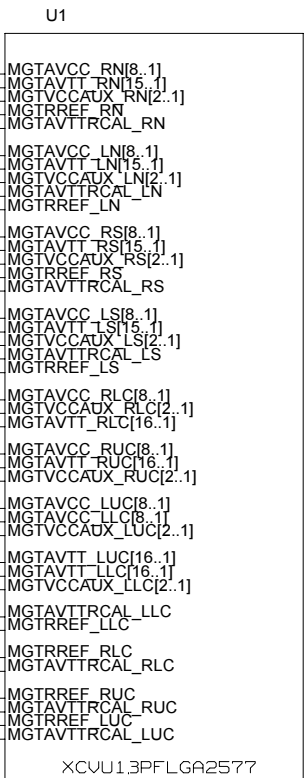 U1
MGTAVCC_RN[8..1]
MGTAVTT_RN[15..1]
MGTVCCAUX_RN[2..1]
MGTRREF_RN
MGTAVTTRCAL_RN
MGTAVCC_LN[8..1]
MGTAVTT_LN[15..1]
MGTVCCAUX_LN[2..1]
MGTAVTTRCAL_LN
MGTRREF_LN
MGTAVCC_RS[8..1]
MGTAVTT_RS[15..1]
MGTVCCAUX_RS[2..1]
MGTRREF_RS
MGTAVTTRCAL_RS
MGTAVCC_LS[8..1]
MGTAVTT_LS[15..1]
MGTVCCAUX_LS[2..1]
MGTAVTTRCAL_LS
MGTRREF_LS
MGTAVCC_RLC[8..1]
MGTVCCAUX_RLC[2..1]
MGTAVTT_RLC[16..1]
MGTAVCC_RUC[8..1]
MGTAVTT_RUC[16..1]
MGTVCCAUX_RUC[2..1]
MGTAVCC_LUC[8..1]
MGTAVCC_LLC[8..1]
MGTVCCAUX_LUC[2..1]
MGTAVTT_LUC[16..1]
MGTAVTT_LLC[16..1]
MGTVCCAUX_LLC[2..1]
MGTAVTTRCAL_LLC
MGTRREF_LLC
MGTRREF_RLC
MGTAVTTRCAL_RLC
MGTRREF_RUC
MGTAVTTRCAL_RUC
MGTRREF_LUC
MGTAVTTRCAL_LUC
XCVU13PFLGA2577